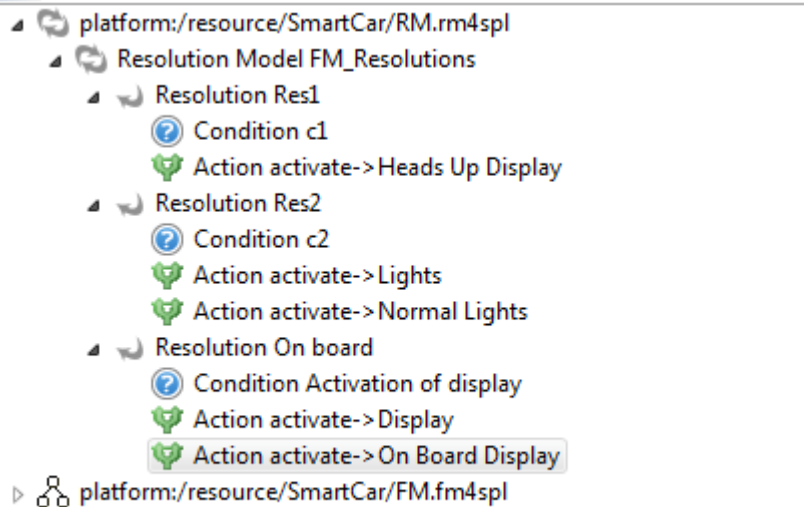 platform:/resource/SmartCar/RM.rm4spl
Resolution Model FM_Resolutions
Resolution Res1
Condition c1
Action activate->Heads Up Display
Resolution Res2
Condition c2
Action activate->Lights
Action activate->Normal Lights
Resolution On board
Condition Activation of display
Action activate->Display
Action activate->On Board Display
platform:/resource/SmartCar/FM.fm4spl